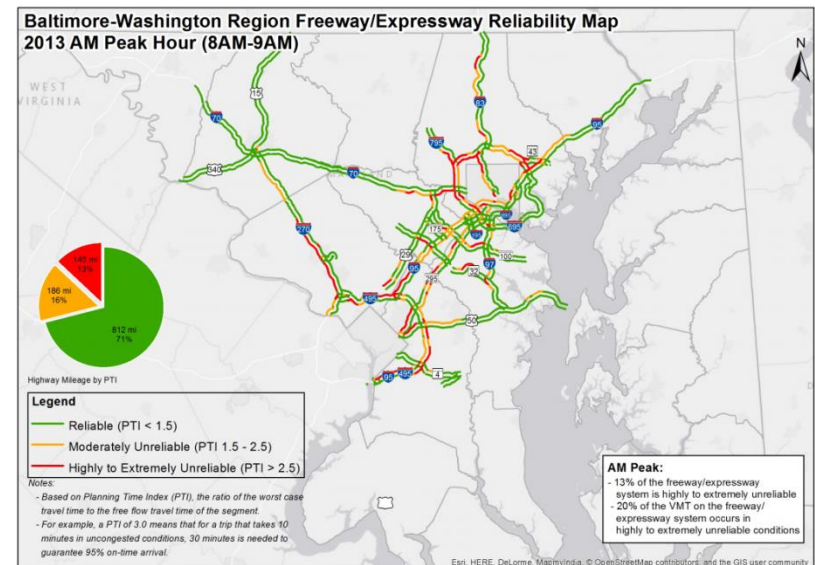 Baltimore-Washington Region Freeway/Expressway Reliability Map
2013 AM Peak Hour (8AM-9AM)
N
WEST
VIRGINIA
15
83
70
95
795
43
340
70
695
175
270
29
95
97
100
32
295
495
50
4
95
495
145 mi
13%
186 mi
16%
812 mi
71%
Highway Mileage by PTI
Legend
Reliable (PTI < 1.5)
Moderately Unreliable (PTI 1.5 - 2.5)
Highly to Extremely Unreliable (PTI > 2.5)
Notes:
- Based on Planning Time Index (PTI), the ratio of the worst case
travel time to the free flow travel time of the segment.
- For example, a PTI of 3.0 means that for a trip that takes 10
minutes in uncongested conditions, 30 minutes is needed to
guarantee 95% on-time arrival.
AM Peak:
- 13% of the freeway/expressway
system is highly to extremely unreliable
- 20% of the VMT on the freeway/
expressway system occurs in
highly to extremely unreliable conditions
Esri, HERE, DeLorme, MapmyIndia, © OpenStreetMap contributors, and the GIS user community